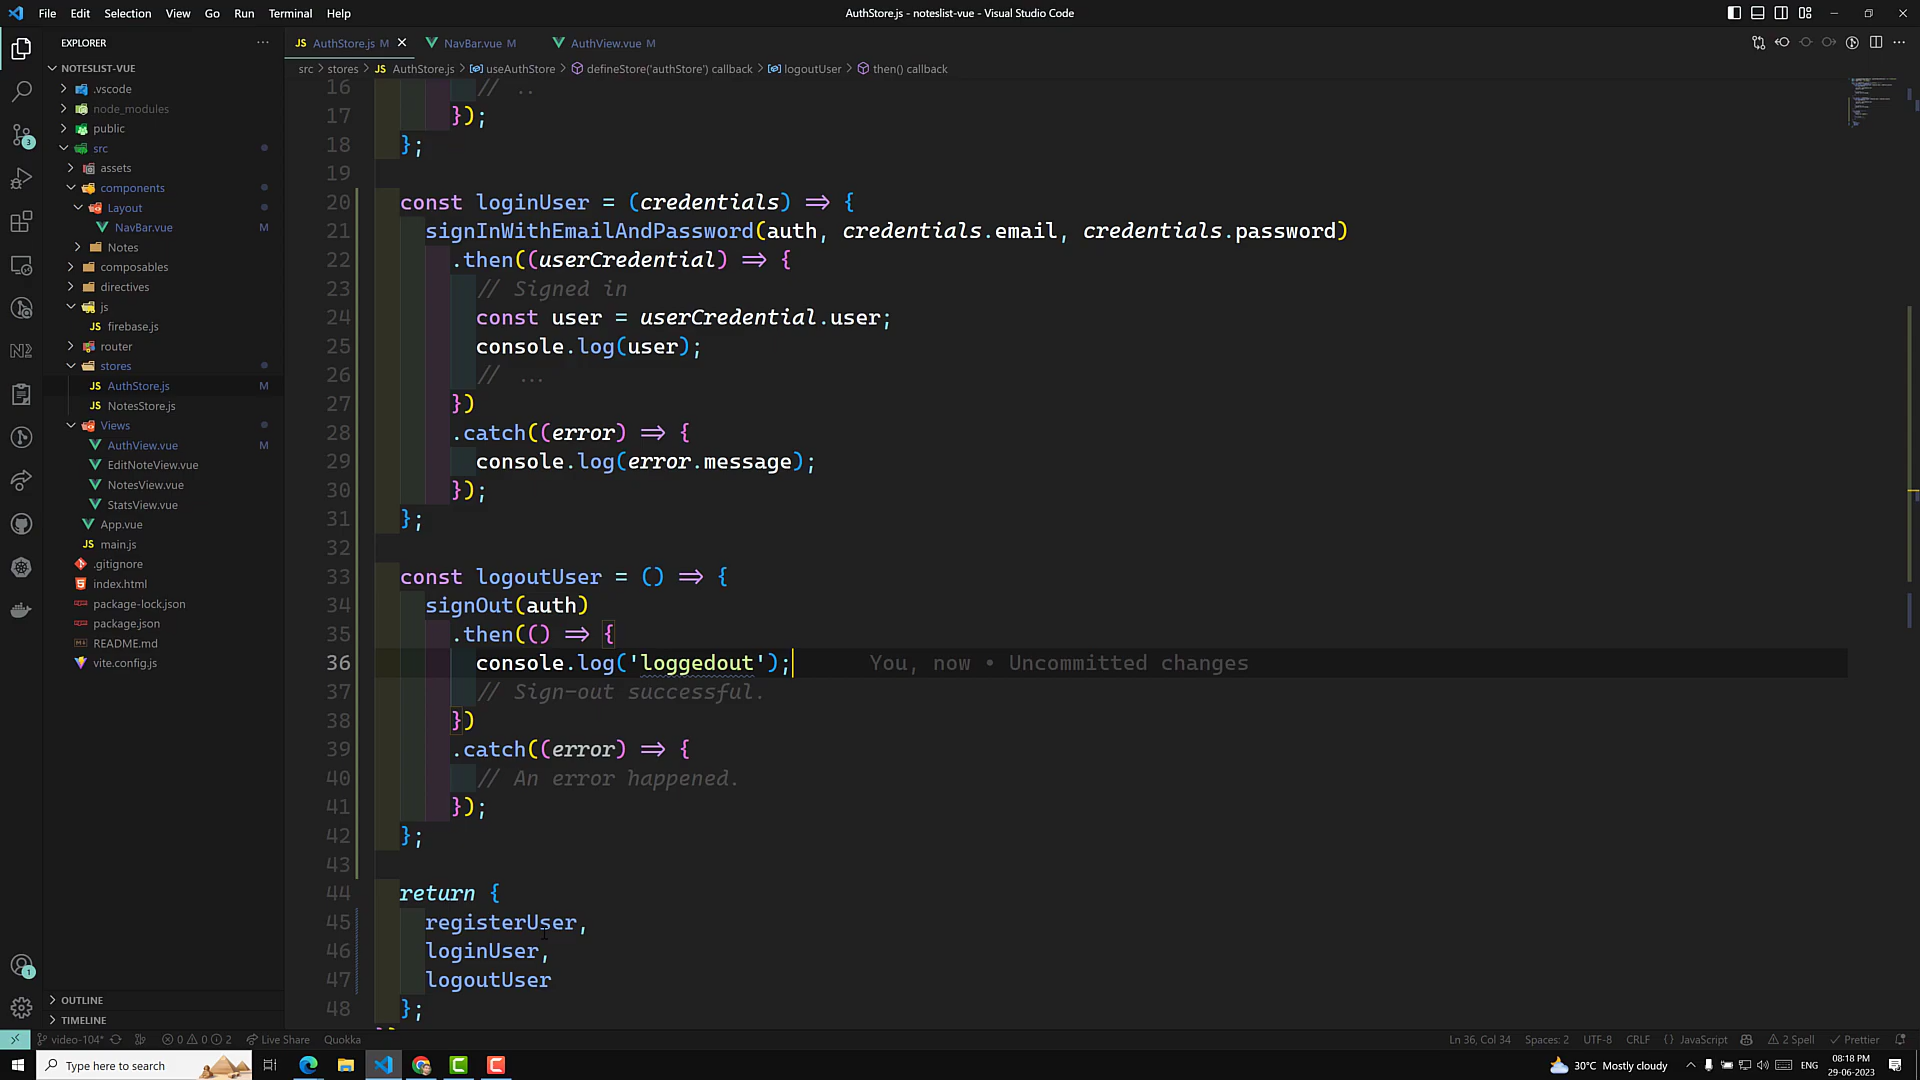 File Edit Selection View Go Run Terminal Help
AuthStore.js - noteslist-vue - Visual Studio Code
EXPLORER
AuthStore.js M
NavBar.vue M
AuthView.vue M
NOTESLIST-VUE
src > stores > JS AuthStore.js > useAuthStore > defineStore('authStore') callback > logoutUser > then() callback
.vscode
node_modules
public
src
assets
components
Layout
NavBar.vue M
Notes
composables
directives
js
firebase.js
router
stores
AuthStore.js M
NotesStore.js
Views
AuthView.vue M
EditNoteView.vue
NotesView.vue
StatsView.vue
App.vue
main.js
.gitignore
index.html
package-lock.json
package.json
README.md
vite.config.js
OUTLINE
TIMELINE
16 // ..
17 });
18 };
19
20 const loginUser = (credentials) => {
21 signInWithEmailAndPassword(auth, credentials.email, credentials.password)
22 .then((userCredential) => {
23 // Signed in
24 const user = userCredential.user;
25 console.log(user);
26 // ...
27 })
28 .catch((error) => {
29 console.log(error.message);
30 });
31 };
32
33 const logoutUser = () => {
34 signOut(auth)
35 .then(() => {
36 console.log('loggedout'); You, now • Uncommitted changes
37 // Sign-out successful.
38 })
39 .catch((error) => {
40 // An error happened.
41 });
42 };
43
44 return {
45 registerUser,
46 loginUser,
47 logoutUser
48 };
video-104* 0 0 2 Live Share Quokka
Ln 36, Col 34 Spaces: 2 UTF-8 CRLF {} JavaScript 2 Spell Prettier
Type here to search
30°C Mostly cloudy ENG 08:18 PM
29-06-2023